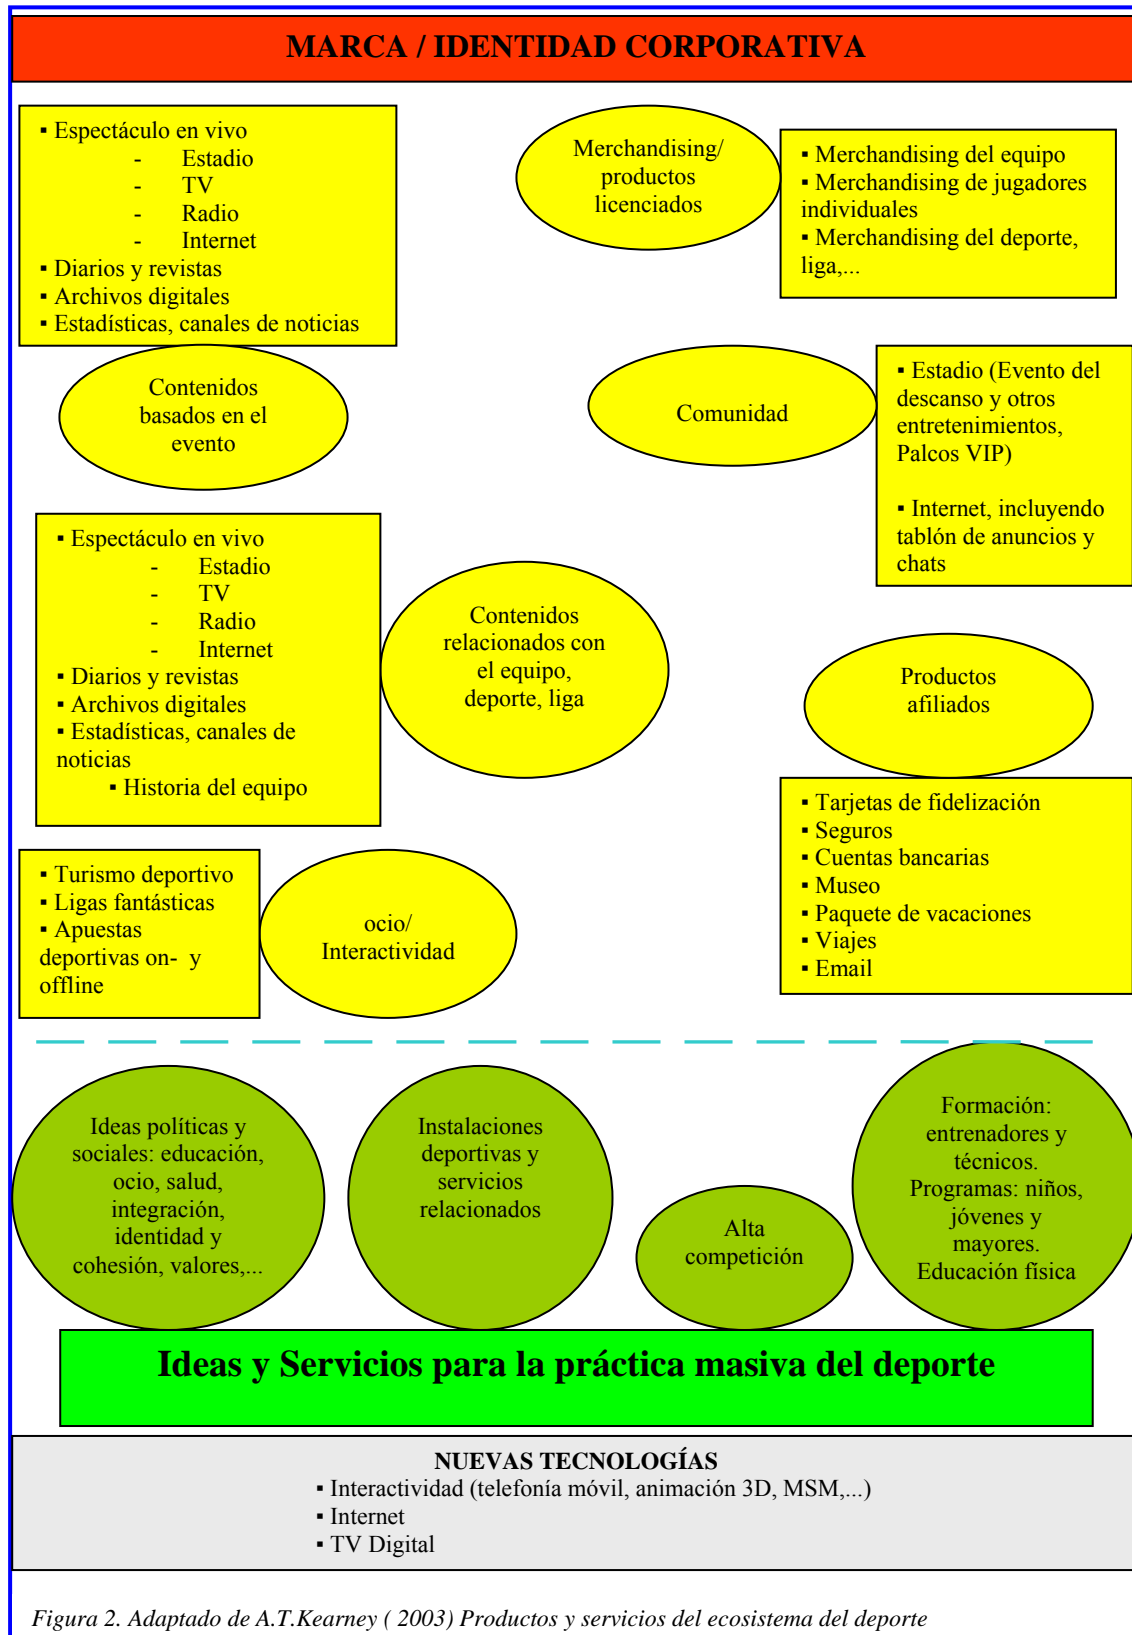 MARCA / IDENTIDAD CORPORATIVA
▪ Espectáculo en vivo
- Estadio
- TV
- Radio
- Internet
▪ Diarios y revistas
▪ Archivos digitales
▪ Estadísticas, canales de noticias
Contenidos
basados en el
evento
Merchandising/
productos
licenciados
▪ Merchandising del equipo
▪ Merchandising de jugadores
individuales
▪ Merchandising del deporte,
liga,...
Comunidad
▪ Estadio (Evento del
descanso y otros
entretenimientos,
Palcos VIP)
▪ Internet, incluyendo
tablón de anuncios y
chats
▪ Espectáculo en vivo
- Estadio
- TV
- Radio
- Internet
▪ Diarios y revistas
▪ Archivos digitales
▪ Estadísticas, canales de
noticias
▪ Historia del equipo
Contenidos
relacionados con
el equipo,
deporte, liga
Productos
afiliados
▪ Tarjetas de fidelización
▪ Seguros
▪ Cuentas bancarias
▪ Museo
▪ Paquete de vacaciones
▪ Viajes
▪ Email
▪ Turismo deportivo
▪ Ligas fantásticas
▪ Apuestas
deportivas on- y
offline
ocio/
Interactividad
Ideas políticas y
sociales: educación,
ocio, salud,
integración,
identidad y
cohesión, valores,...
Instalaciones
deportivas y
servicios
relacionados
Alta
competición
Formación:
entrenadores y
técnicos.
Programas: niños,
jóvenes y
mayores.
Educación física
Ideas y Servicios para la práctica masiva del deporte
NUEVAS TECNOLOGÍAS
▪ Interactividad (telefonía móvil, animación 3D, MSM,...)
▪ Internet
▪ TV Digital
Figura 2. Adaptado de A.T.Kearney ( 2003) Productos y servicios del ecosistema del deporte